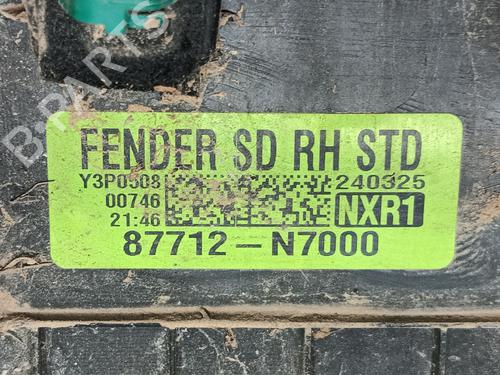 FENDER SD RH STD
Y3P0508 240325
00746
21:46 NXR1
87712-N7000
B-PARTS